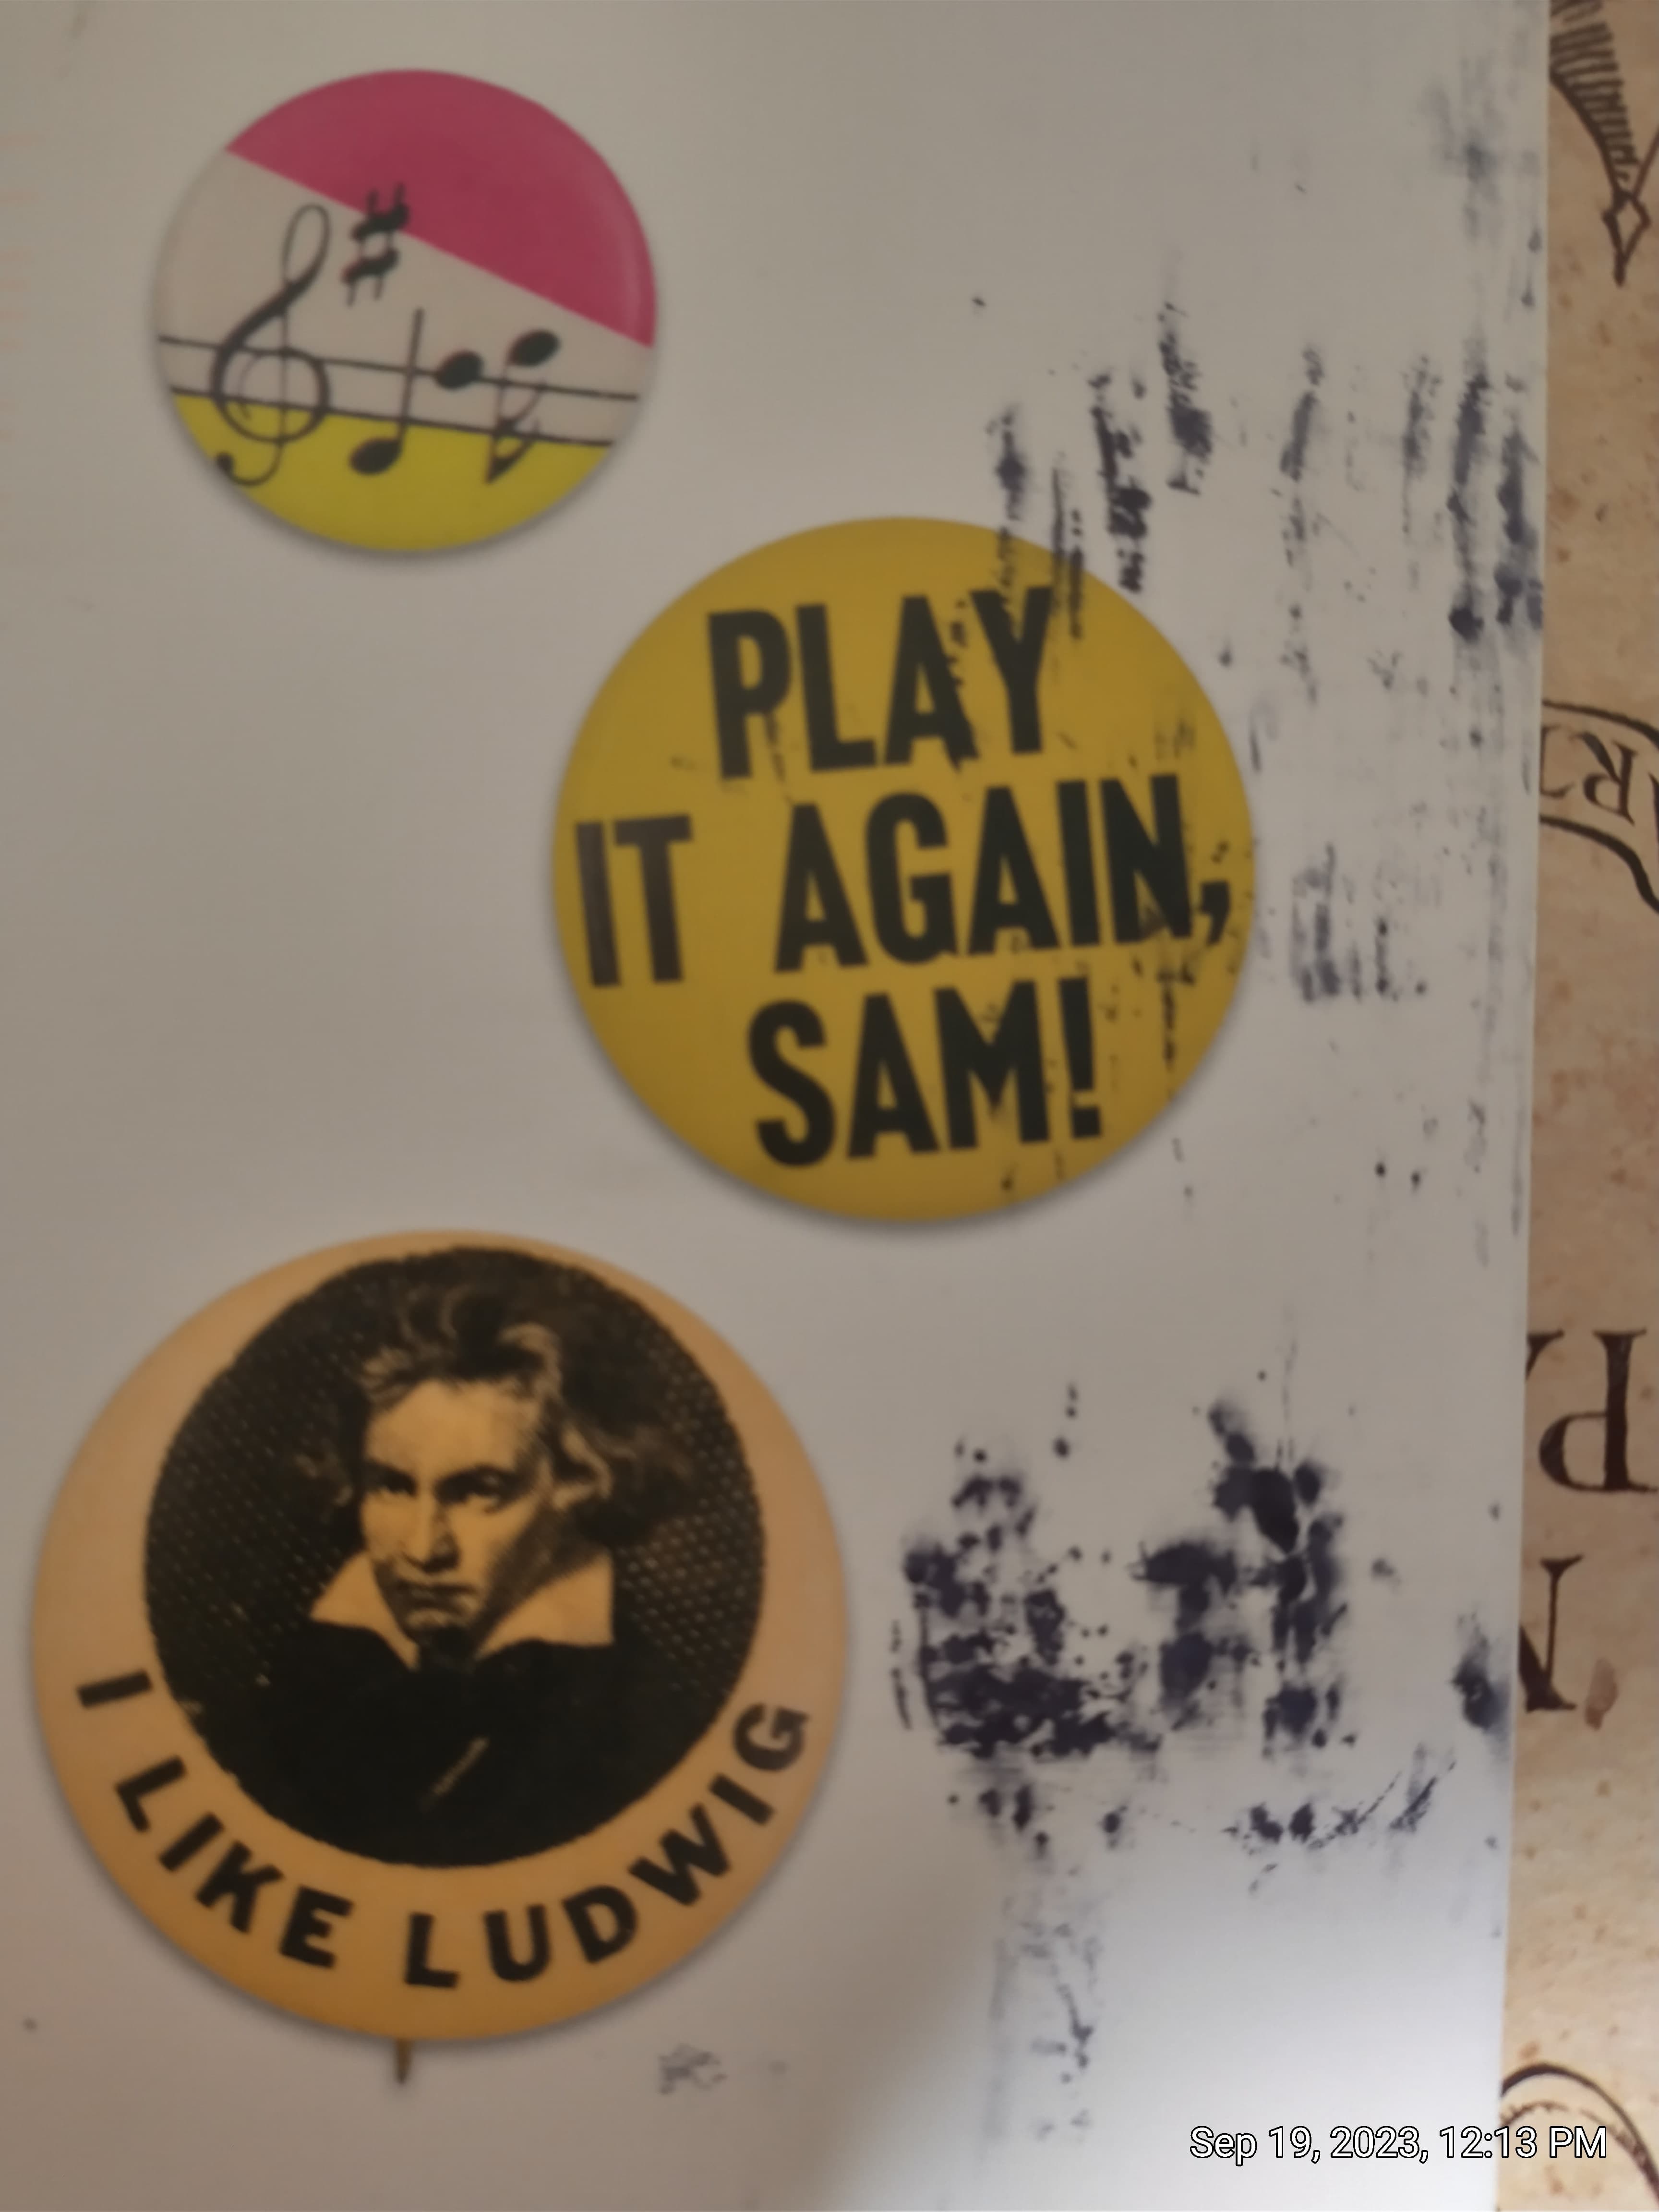 PLAY
IT AGAIN,
SAM!
I LIKE LUDWIG
Sep 19, 2023, 12:13 PM